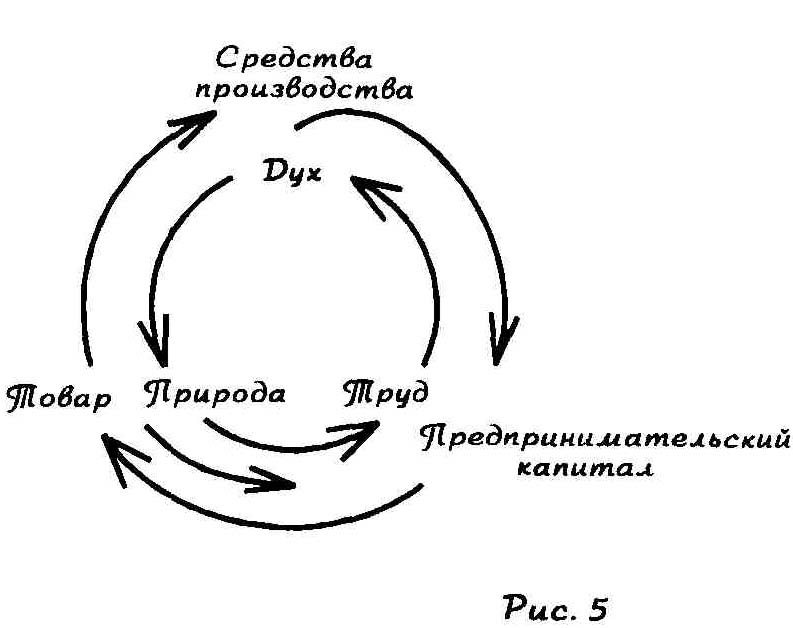 Средства
производства
Дух
Товар
Природа
Труд
Предпринимательский
капитал
Рис. 5